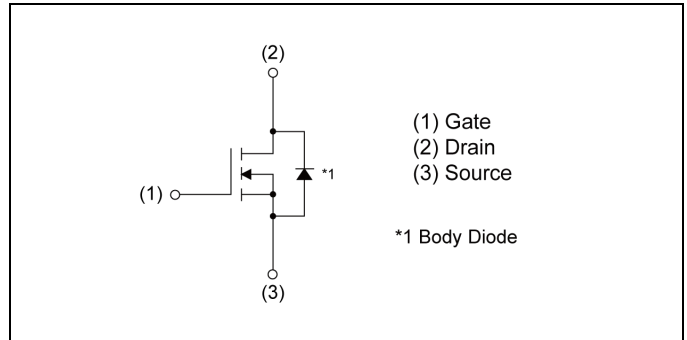 (2)
(1) Gate
(2) Drain
(3) Source
*1
(1)
*1 Body Diode
(3)